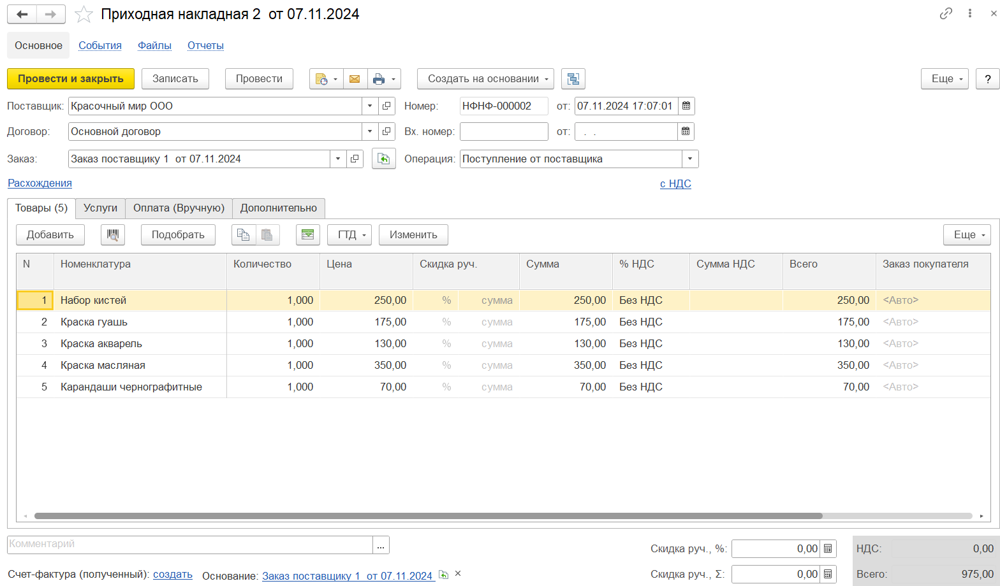 Приходная накладная 2 от 07.11.2024
Основное События Файлы Отчеты
Провести и закрыть Записать Провести Создать на основании Еще ?
Поставщик: Красочный мир ООО Номер: НФНФ-000002 от: 07.11.2024 17:07:01
Договор: Основной договор Вх. номер: от: . .
Заказ: Заказ поставщику 1 от 07.11.2024 Операция: Поступление от поставщика
Расхождения с НДС
Товары (5) Услуги Оплата (Вручную) Дополнительно
Добавить Подобрать ГТД Изменить Еще
N Номенклатура Количество Цена Скидка руч. Сумма % НДС Сумма НДС Всего Заказ покупателя
1 Набор кистей 1,000 250,00 % сумма 250,00 Без НДС 250,00 <Авто>
2 Краска гуашь 1,000 175,00 % сумма 175,00 Без НДС 175,00 <Авто>
3 Краска акварель 1,000 130,00 % сумма 130,00 Без НДС 130,00 <Авто>
4 Краска масляная 1,000 350,00 % сумма 350,00 Без НДС 350,00 <Авто>
5 Карандаши чернографитные 1,000 70,00 % сумма 70,00 Без НДС 70,00 <Авто>
Комментарий ... Скидка руч., %: 0,00 НДС: 0,00
Счет-фактура (полученный): создать Основание: Заказ поставщику 1 от 07.11.2024 Скидка руч., Σ: 0,00 Всего: 975,00